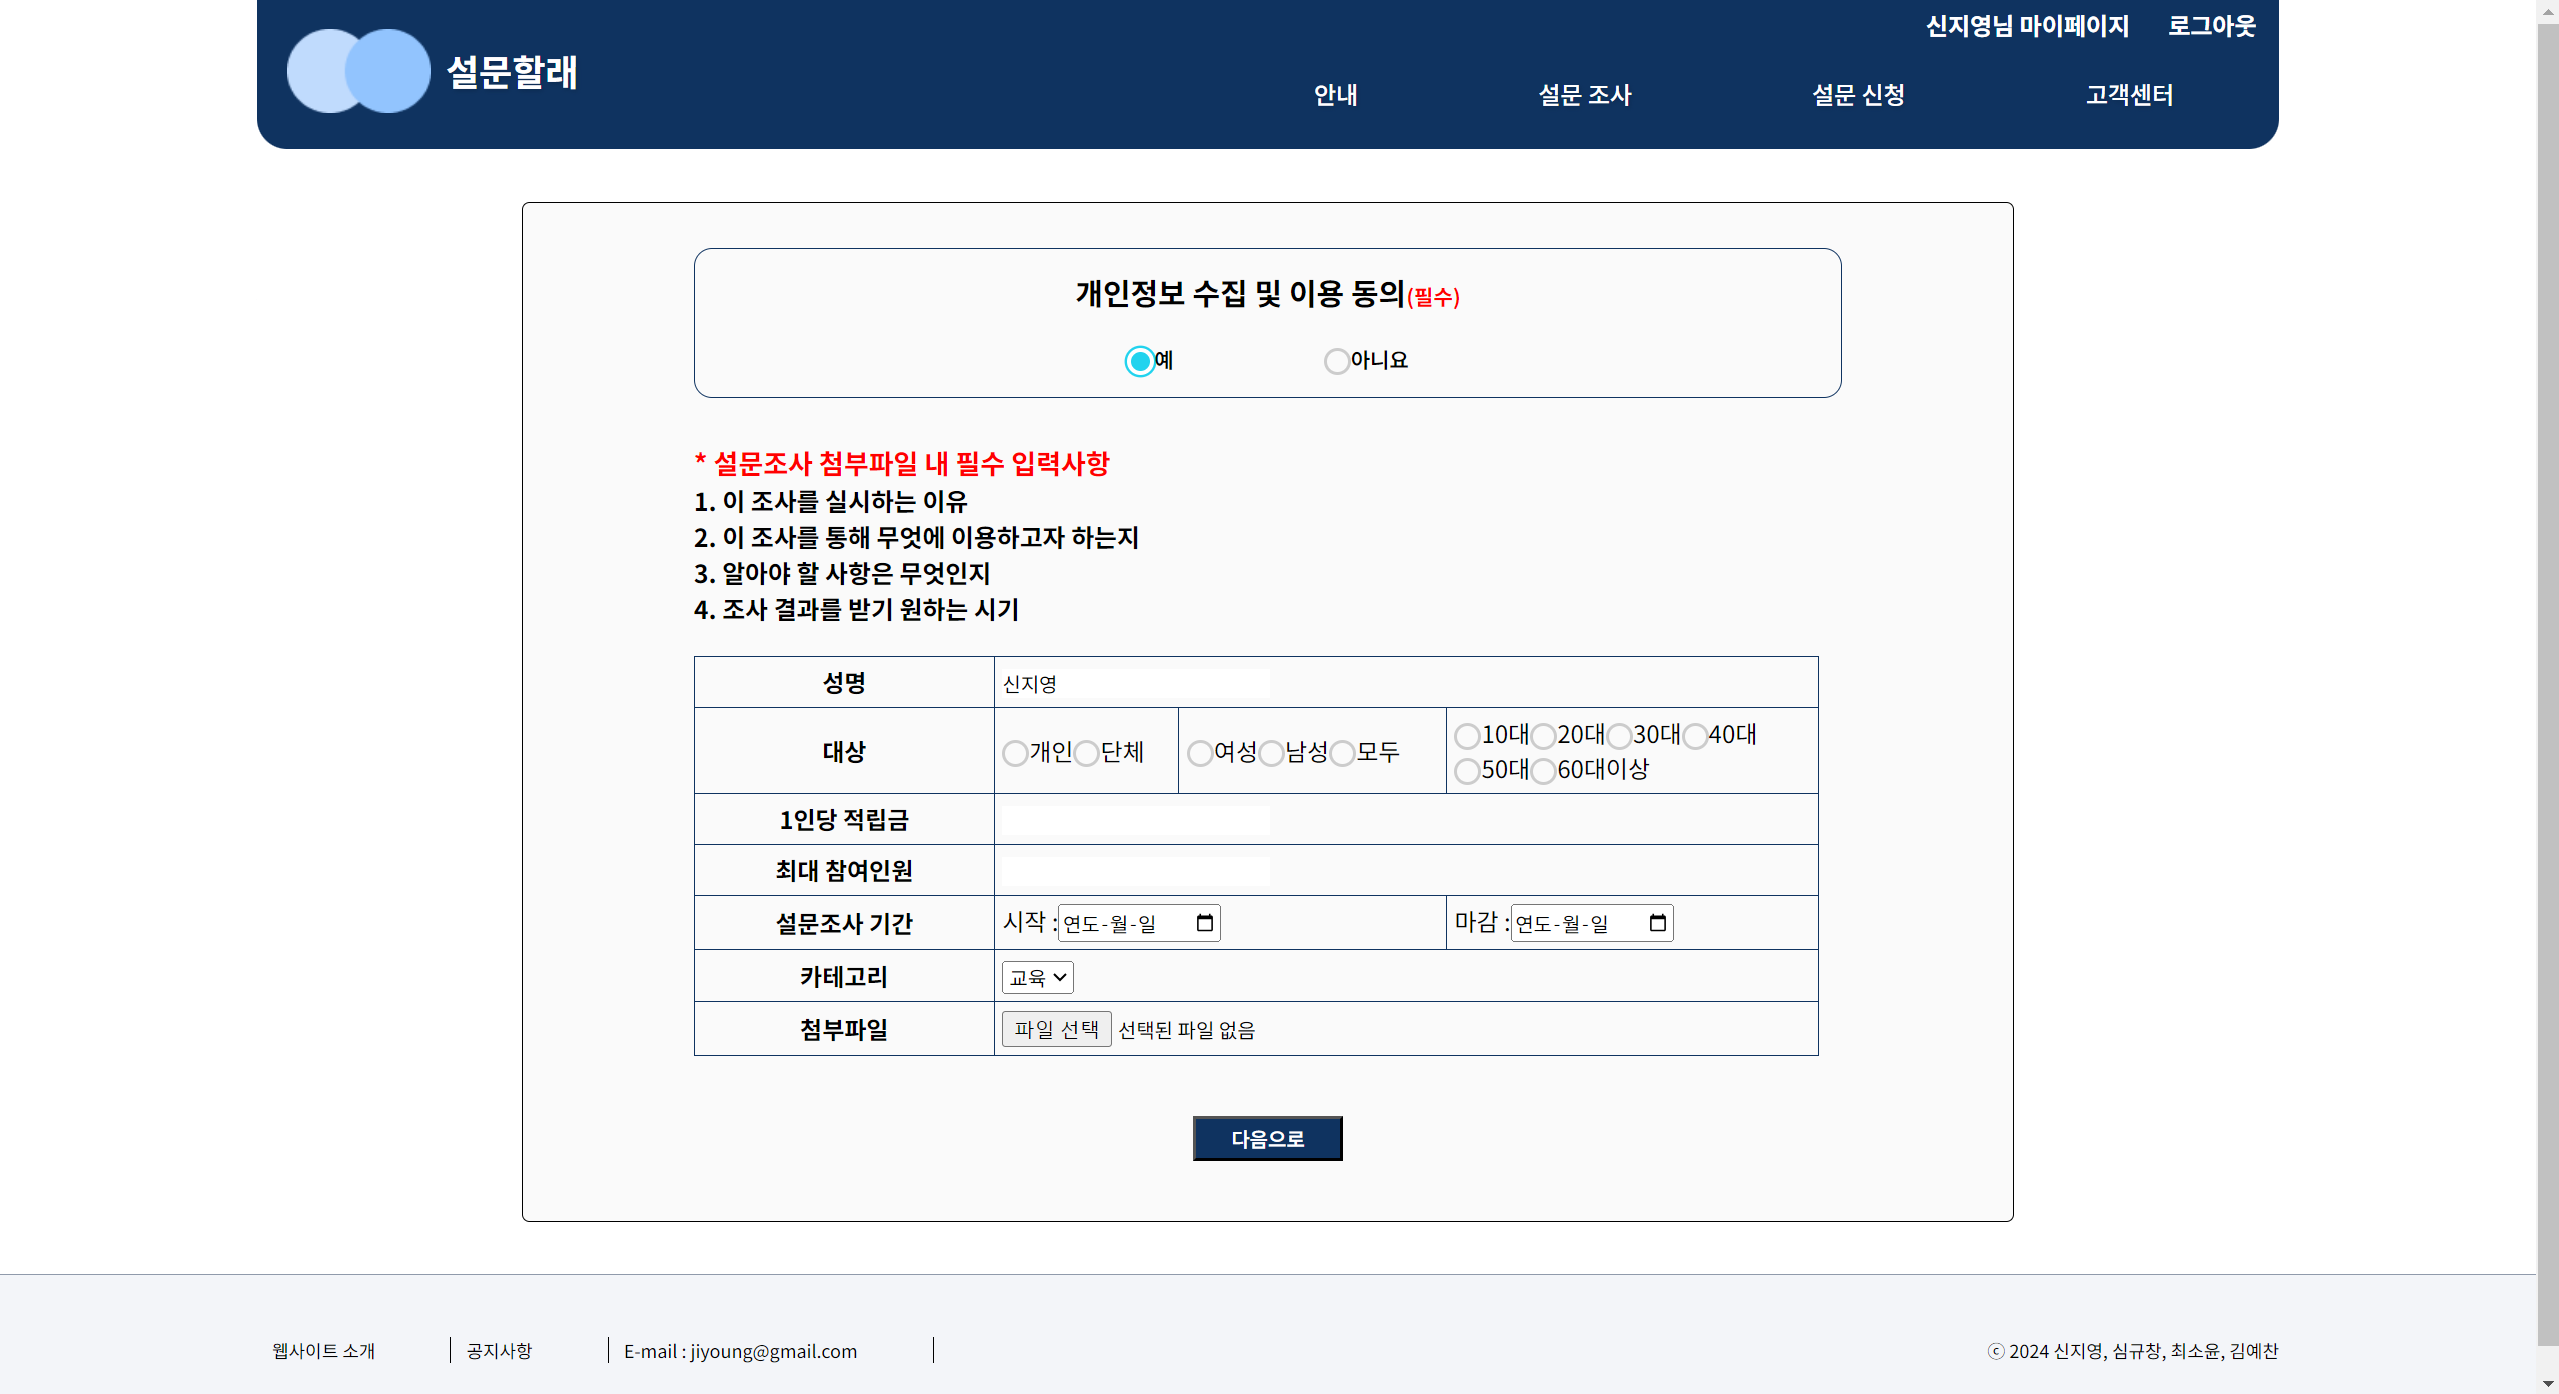 신지영님 마이페이지 로그아웃
설문할래
안내 설문 조사 설문 신청 고객센터
개인정보 수집 및 이용 동의(필수)
예 아니요
* 설문조사 첨부파일 내 필수 입력사항
1. 이 조사를 실시하는 이유
2. 이 조사를 통해 무엇에 이용하고자 하는지
3. 알아야 할 사항은 무엇인지
4. 조사 결과를 받기 원하는 시기
성명 신지영
대상 개인 단체 여성 남성 모두 10대 20대 30대 40대
50대 60대이상
1인당 적립금
최대 참여인원
설문조사 기간 시작 : 연도-월-일 마감 : 연도-월-일
카테고리 교육
첨부파일 파일 선택 선택된 파일 없음
다음으로
웹사이트 소개 공지사항 E-mail : jiyoung@gmail.com ⓒ 2024 신지영, 심규창, 최소윤, 김예찬